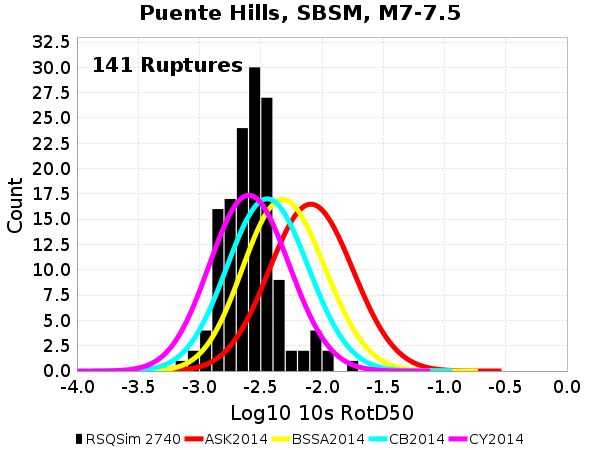 Puente Hills, SBSM, M7-7.5
141 Ruptures
32.5
30.0
27.5
25.0
22.5
20.0
17.5
15.0
12.5
10.0
7.5
5.0
2.5
0.0
Count
-4.0 -3.5 -3.0 -2.5 -2.0 -1.5 -1.0 -0.5 0.0
Log10 10s RotD50
RSQSim 2740 ASK2014 BSSA2014 CB2014 CY2014